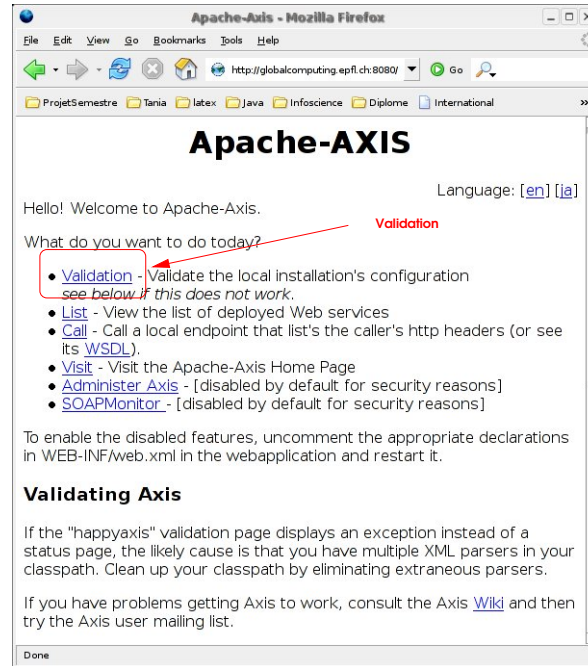 Apache-Axis - Mozilla Firefox
File Edit View Go Bookmarks Tools Help
http://globalcomputing.epfl.ch:8080/ Go
ProjetSemestre Tania latex Java Infoscience Diplome International »
Apache-AXIS
Language: [en] [ja]
Hello! Welcome to Apache-Axis.
Validation
What do you want to do today?
• Validation - Validate the local installation's configuration
see below if this does not work.
• List - View the list of deployed Web services
• Call - Call a local endpoint that list's the caller's http headers (or see
its WSDL).
• Visit - Visit the Apache-Axis Home Page
• Administer Axis - [disabled by default for security reasons]
• SOAPMonitor - [disabled by default for security reasons]
To enable the disabled features, uncomment the appropriate declarations
in WEB-INF/web.xml in the webapplication and restart it.
Validating Axis
If the "happyaxis" validation page displays an exception instead of a
status page, the likely cause is that you have multiple XML parsers in your
classpath. Clean up your classpath by eliminating extraneous parsers.
If you have problems getting Axis to work, consult the Axis Wiki and then
try the Axis user mailing list.
Done